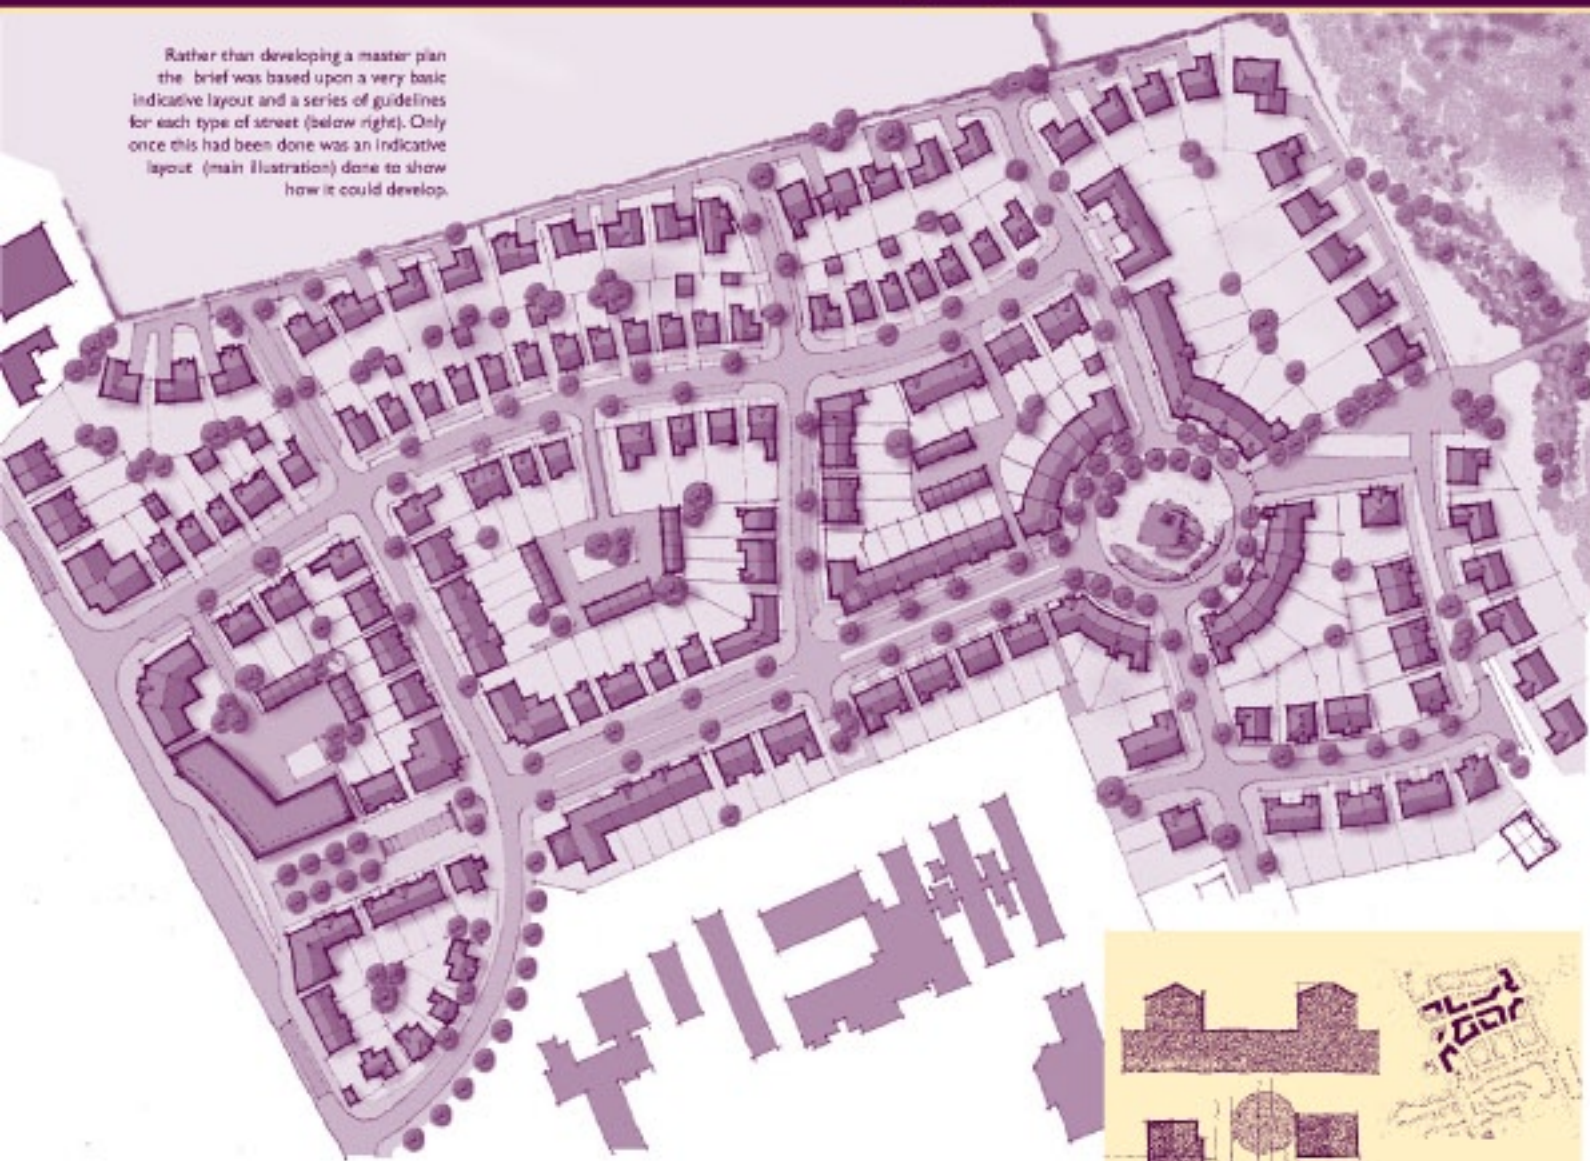 Rather than developing a master plan
the brief was based upon a very basic
indicative layout and a series of guidelines
for each type of street (below right). Only
once this had been done was an indicative
layout (main illustration) done to show
how it could develop.